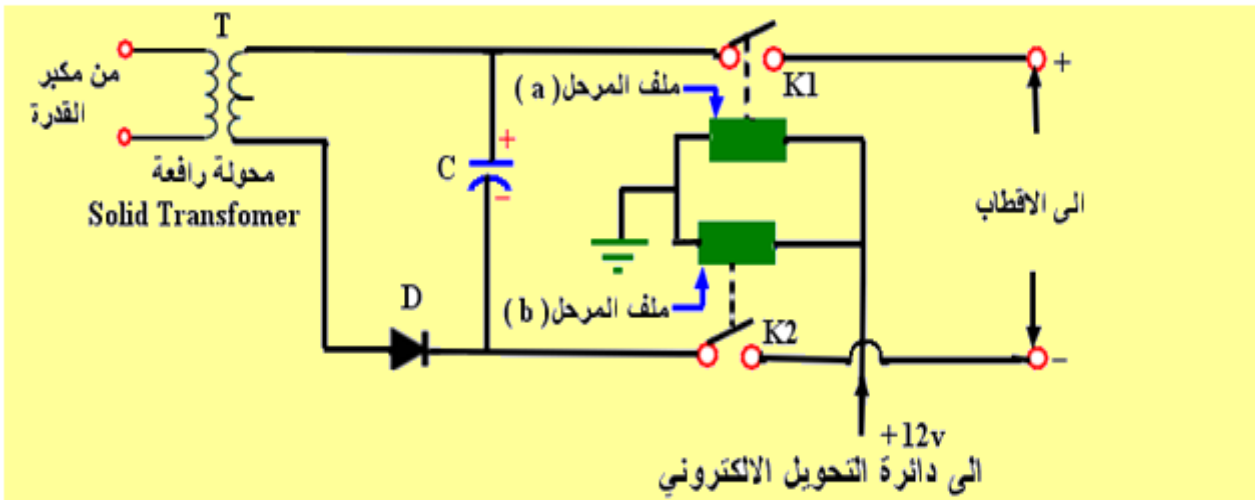 T
من مكبر
القدرة
محولة رافعة
Solid Transfomer
C
+
−
D
K1
ملف المرحل ( a )
ملف المرحل ( b )
K2
+
الى الاقطاب
−
+12v
الى دائرة التحويل الالكتروني